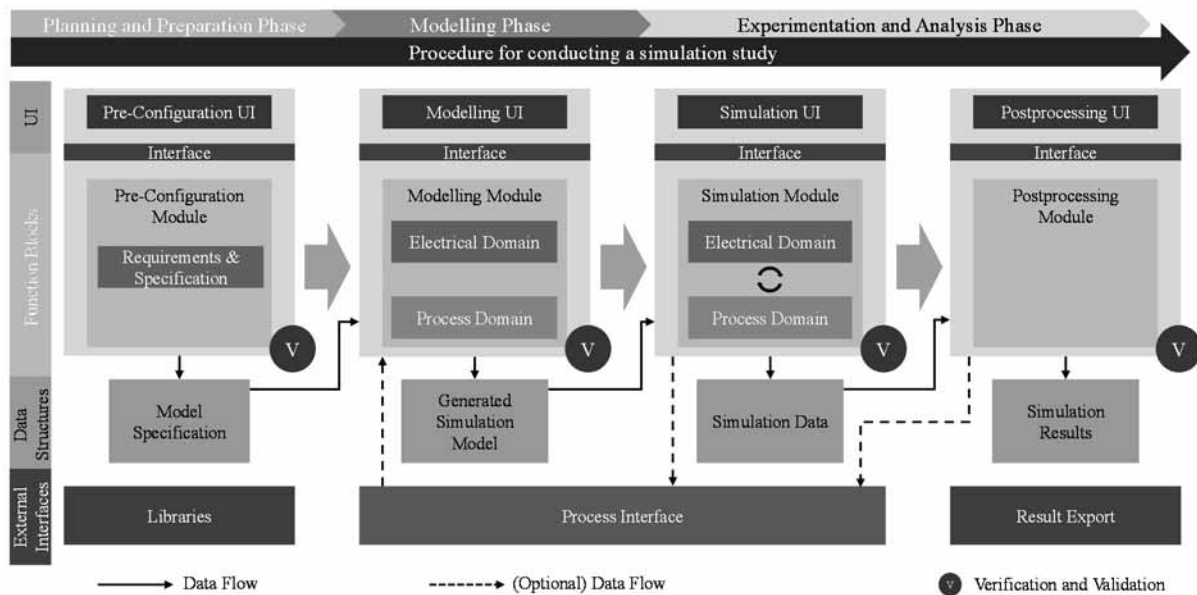 Planning and Preparation Phase
Modelling Phase
Experimentation and Analysis Phase
Procedure for conducting a simulation study
UI
Pre-Configuration UI
Modelling UI
Simulation UI
Postprocessing UI
Interface
Interface
Interface
Interface
Function Blocks
Pre-Configuration
Module
Requirements &
Specification
V
Modelling Module
Electrical Domain
Process Domain
V
Simulation Module
Electrical Domain
Process Domain
V
Postprocessing
Module
V
Data
Structures
Model
Specification
Generated
Simulation
Model
Simulation Data
Simulation
Results
External
Interfaces
Libraries
Process Interface
Result Export
Data Flow
(Optional) Data Flow
V
Verification and Validation